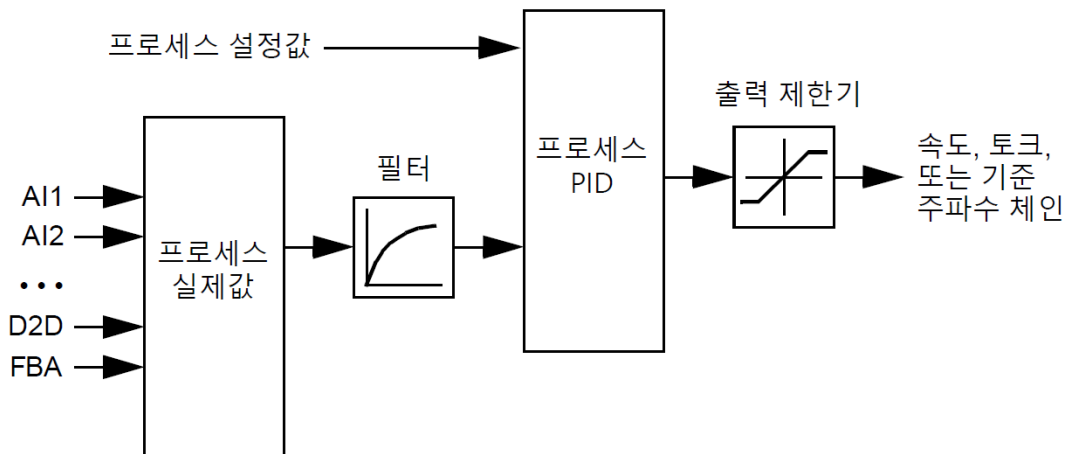 프로세스 설정값
AI1
AI2
• • •
D2D
FBA
프로세스
실제값
필터
프로세스
PID
출력 제한기
속도, 토크,
또는 기준
주파수 체인